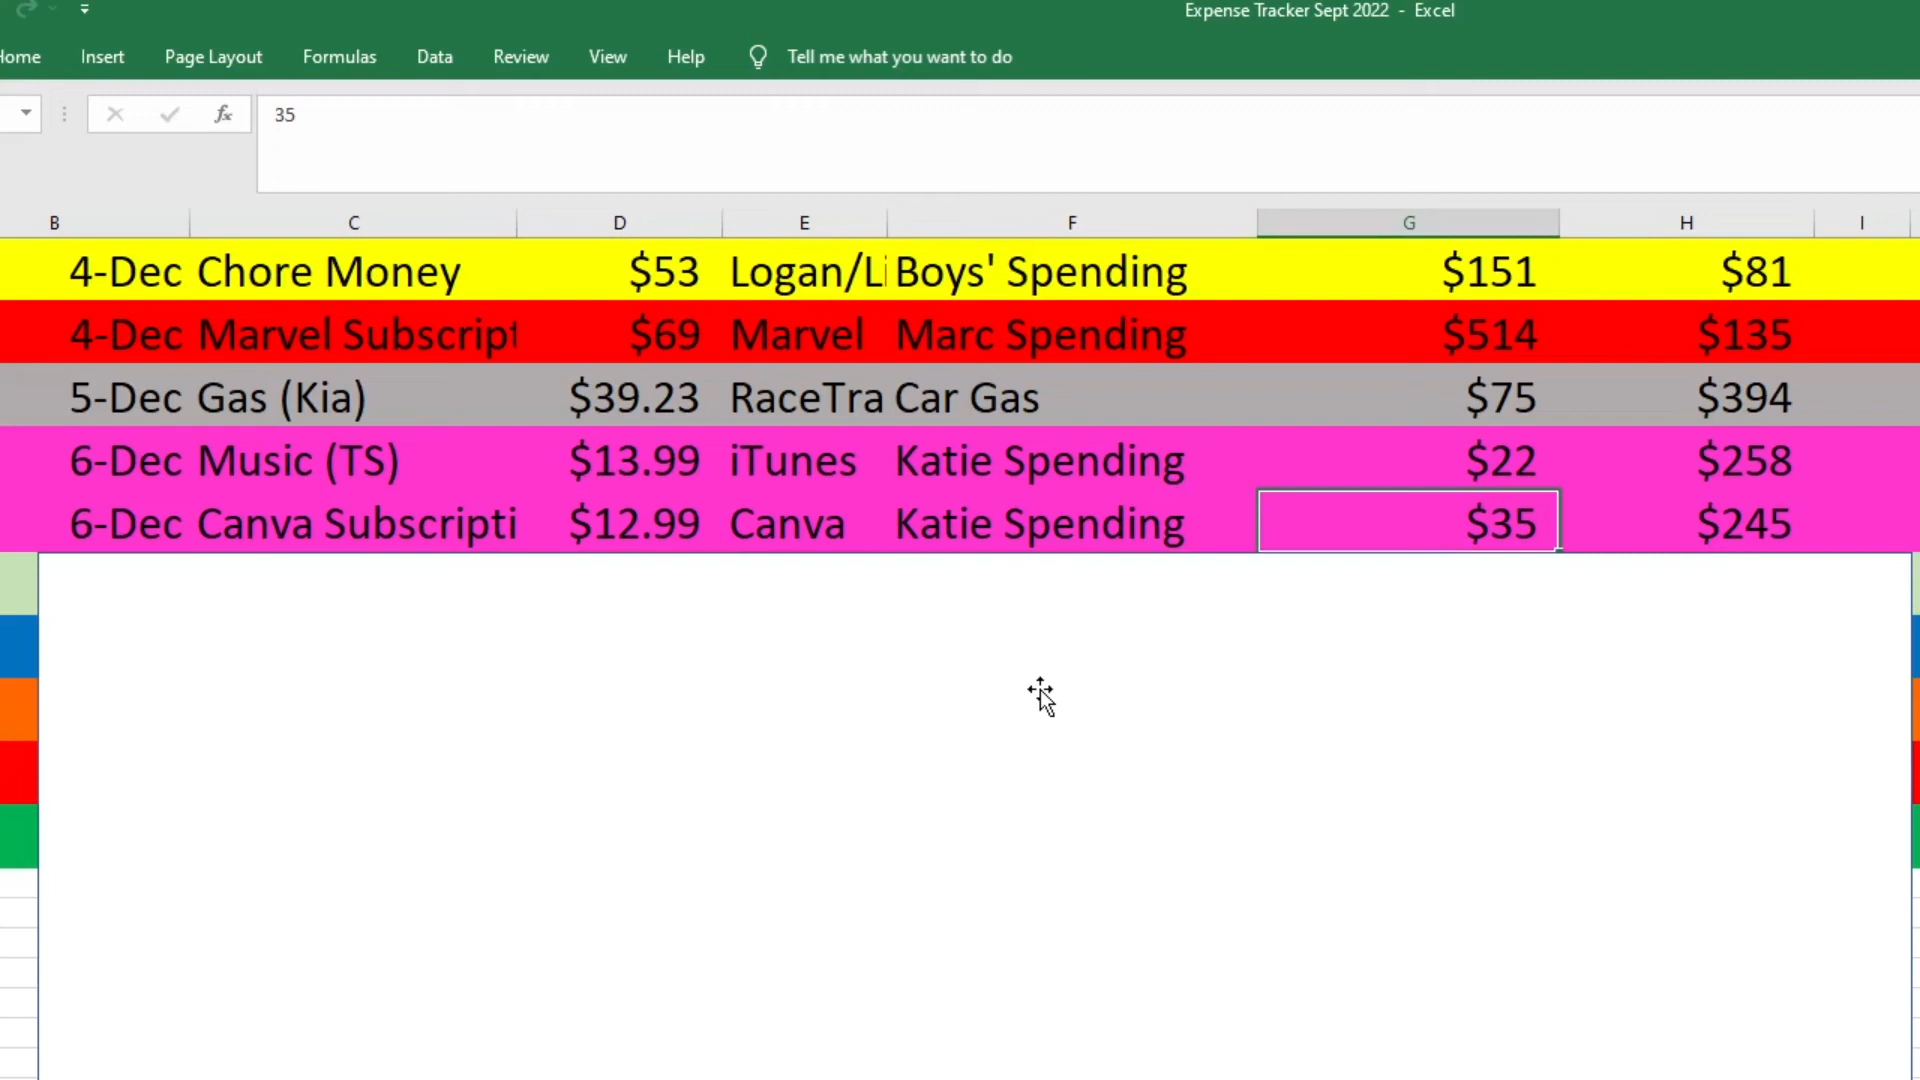 Expense Tracker Sept 2022 - Excel
Home Insert Page Layout Formulas Data Review View Help Tell me what you want to do
fx 35
B C D E F G H I
4-Dec Chore Money $53 Logan/Li Boys' Spending $151 $81
4-Dec Marvel Subscript $69 Marvel Marc Spending $514 $135
5-Dec Gas (Kia) $39.23 RaceTra Car Gas $75 $394
6-Dec Music (TS) $13.99 iTunes Katie Spending $22 $258
6-Dec Canva Subscripti $12.99 Canva Katie Spending $35 $245